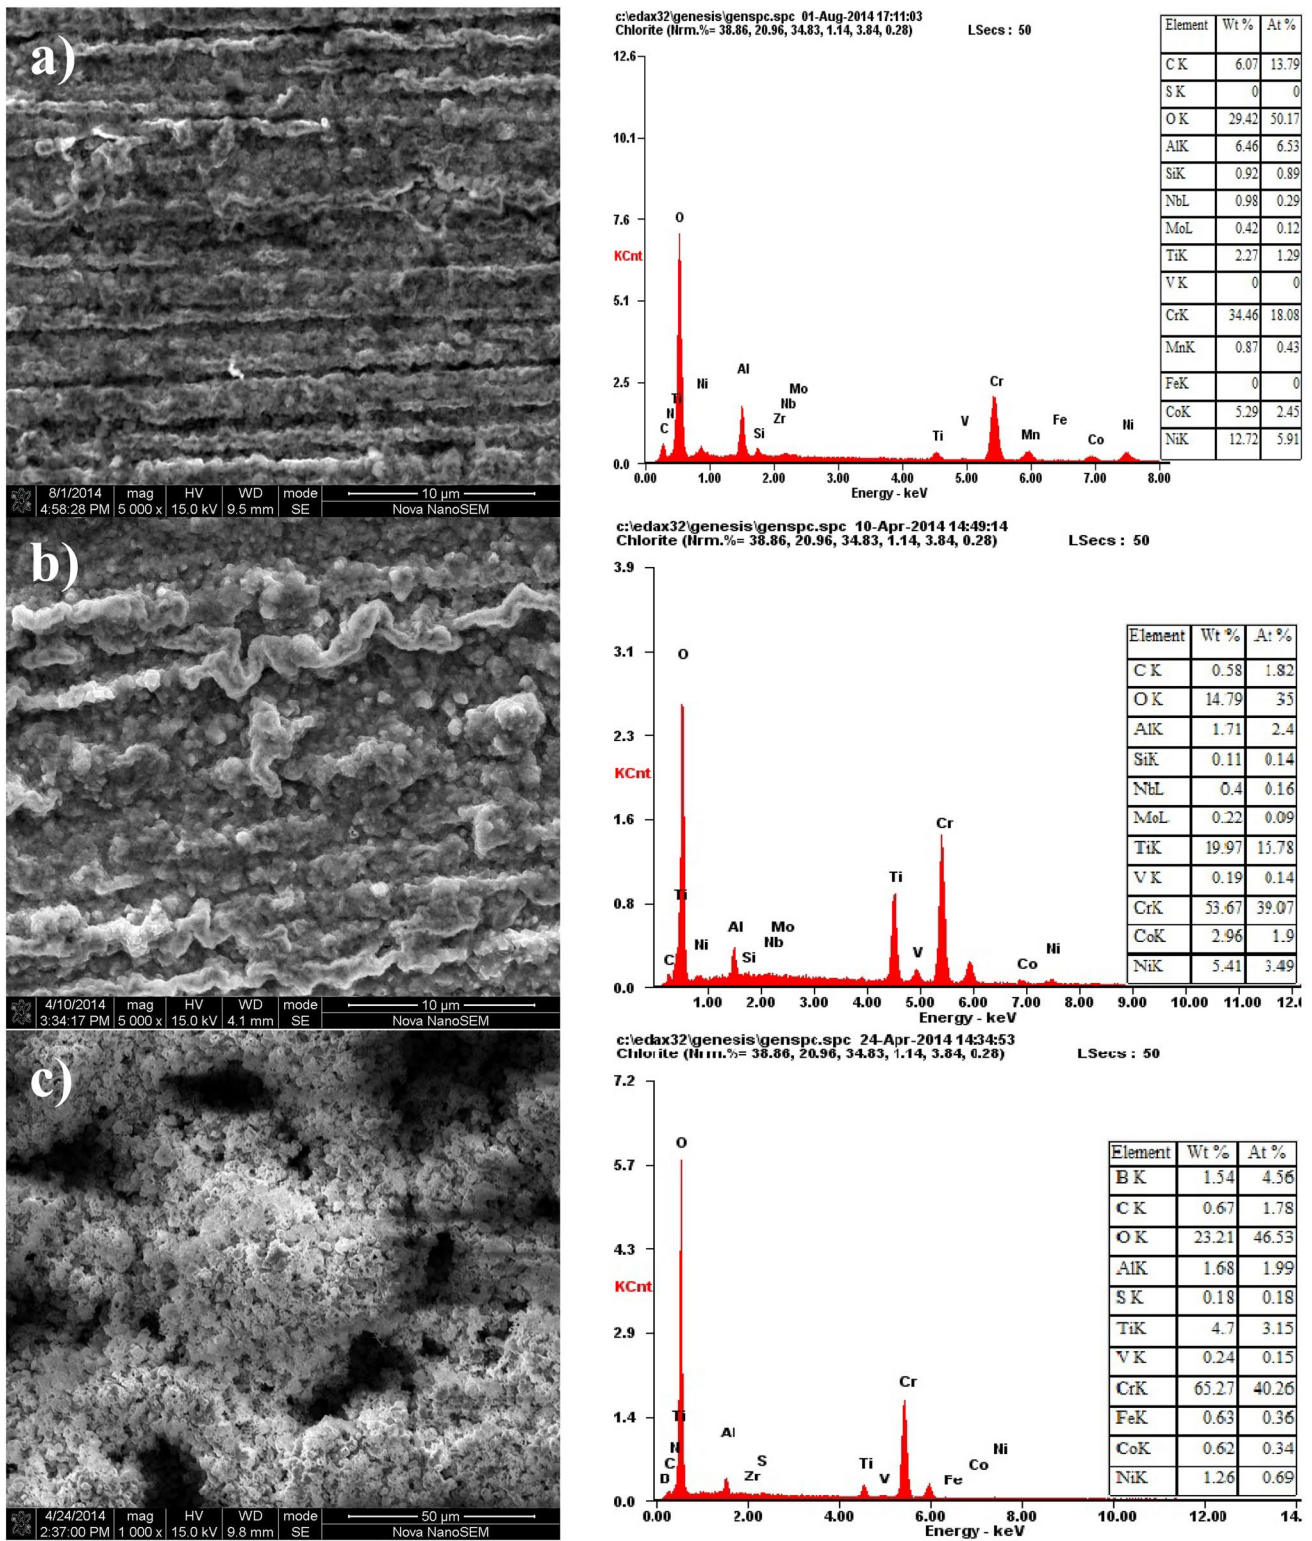 a)
8/1/2014 mag HV WD mode 10 µm
4:58:28 PM 5 000 x 15.0 kV 9.5 mm SE Nova NanoSEM
c:\edax32\genesis\genspc.spc 01-Aug-2014 17:11:03
Chlorite (Nrm.%= 38.86, 20.96, 34.83, 1.14, 3.84, 0.28) LSecs : 50
12.6
10.1
7.6
KCnt
5.1
2.5
0.0
O
Ni
Ti
N
C
Al
Si
Mo
Nb
Zr
Ti
V
Cr
Mn
Fe
Co
Ni
0.00 1.00 2.00 3.00 4.00 5.00 6.00 7.00 8.00
Energy - keV
Element Wt % At %
C K 6.07 13.79
S K 0 0
O K 29.42 50.17
AlK 6.46 6.53
SiK 0.92 0.89
NbL 0.98 0.29
MoL 0.42 0.12
TiK 2.27 1.29
V K 0 0
CrK 34.46 18.08
MnK 0.87 0.43
FeK 0 0
CoK 5.29 2.45
NiK 12.72 5.91
b)
4/10/2014 mag HV WD mode 10 µm
3:34:17 PM 5 000 x 15.0 kV 4.1 mm SE Nova NanoSEM
c:\edax32\genesis\genspc.spc 10-Apr-2014 14:49:14
Chlorite (Nrm.%= 38.86, 20.96, 34.83, 1.14, 3.84, 0.28) LSecs : 50
3.9
3.1
2.3
KCnt
1.6
0.8
0.0
O
Ti
C
Ni
Al
Si
Mo
Nb
Ti
V
Cr
Co
Ni
1.00 2.00 3.00 4.00 5.00 6.00 7.00 8.00 9.00 10.00 11.00 12.
Energy - keV
Element Wt % At %
C K 0.58 1.82
O K 14.79 35
AlK 1.71 2.4
SiK 0.11 0.14
NbL 0.4 0.16
MoL 0.22 0.09
TiK 19.97 15.78
V K 0.19 0.14
CrK 53.67 39.07
CoK 2.96 1.9
NiK 5.41 3.49
c)
4/24/2014 mag HV WD mode 50 µm
2:37:00 PM 1 000 x 15.0 kV 9.8 mm SE Nova NanoSEM
c:\edax32\genesis\genspc.spc 24-Apr-2014 14:34:53
Chlorite (Nrm.%= 38.86, 20.96, 34.83, 1.14, 3.84, 0.28) LSecs : 50
7.2
5.7
4.3
KCnt
2.9
1.4
0.0
O
Ti
N
C
B
Al
S
Zr
Ti
V
Cr
Fe
Co
Ni
0.00 2.00 4.00 6.00 8.00 10.00 12.00 14.
Energy - keV
Element Wt % At %
B K 1.54 4.56
C K 0.67 1.78
O K 23.21 46.53
AlK 1.68 1.99
S K 0.18 0.18
TiK 4.7 3.15
V K 0.24 0.15
CrK 65.27 40.26
FeK 0.63 0.36
CoK 0.62 0.34
NiK 1.26 0.69